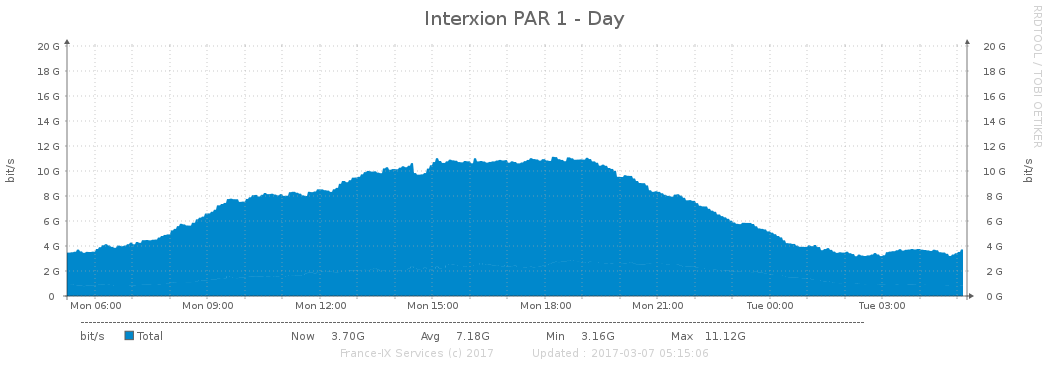 Interxion PAR 1 - Day
RRDTOOL / TOBI OETIKER
20 G 20 G
18 G 18 G
16 G 16 G
14 G 14 G
12 G 12 G
10 G 10 G
8 G 8 G
6 G 6 G
4 G 4 G
2 G 2 G
0 0 G
bit/s
bit/s
Mon 06:00 Mon 09:00 Mon 12:00 Mon 15:00 Mon 18:00 Mon 21:00 Tue 00:00 Tue 03:00
bit/s Total Now 3.70G Avg 7.18G Min 3.16G Max 11.12G
France-IX Services (c) 2017 Updated : 2017-03-07 05:15:06